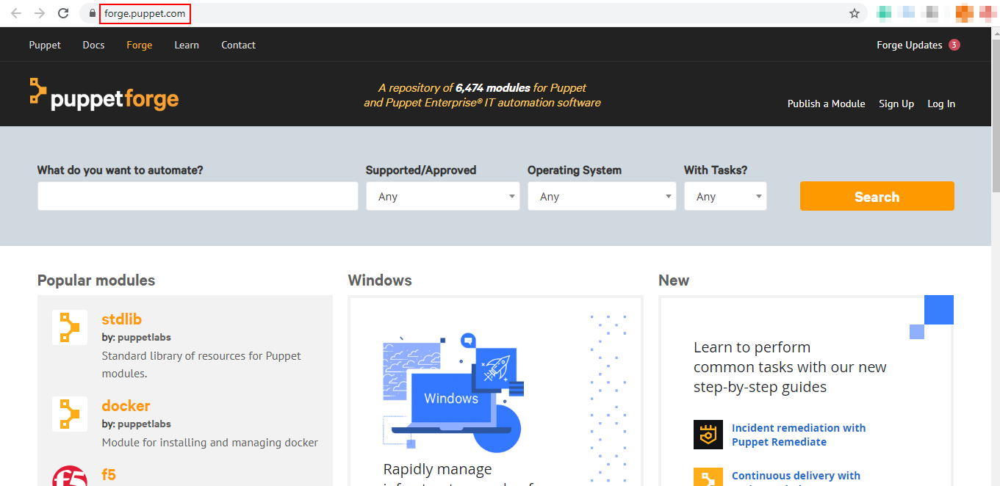 forge.puppet.com
Puppet Docs Forge Learn Contact
Forge Updates 3
puppetforge
A repository of 6,474 modules for Puppet
and Puppet Enterprise® IT automation software
Publish a Module Sign Up Log In
What do you want to automate?
Supported/Approved
Operating System
With Tasks?
Any
Any
Any
Search
Popular modules
stdlib
by: puppetlabs
Standard library of resources for Puppet
modules.
docker
by: puppetlabs
Module for installing and managing docker
f5
f5
Windows
Windows
Rapidly manage
New
Learn to perform
common tasks with our new
step-by-step guides
Incident remediation with
Puppet Remediate
Continuous delivery with